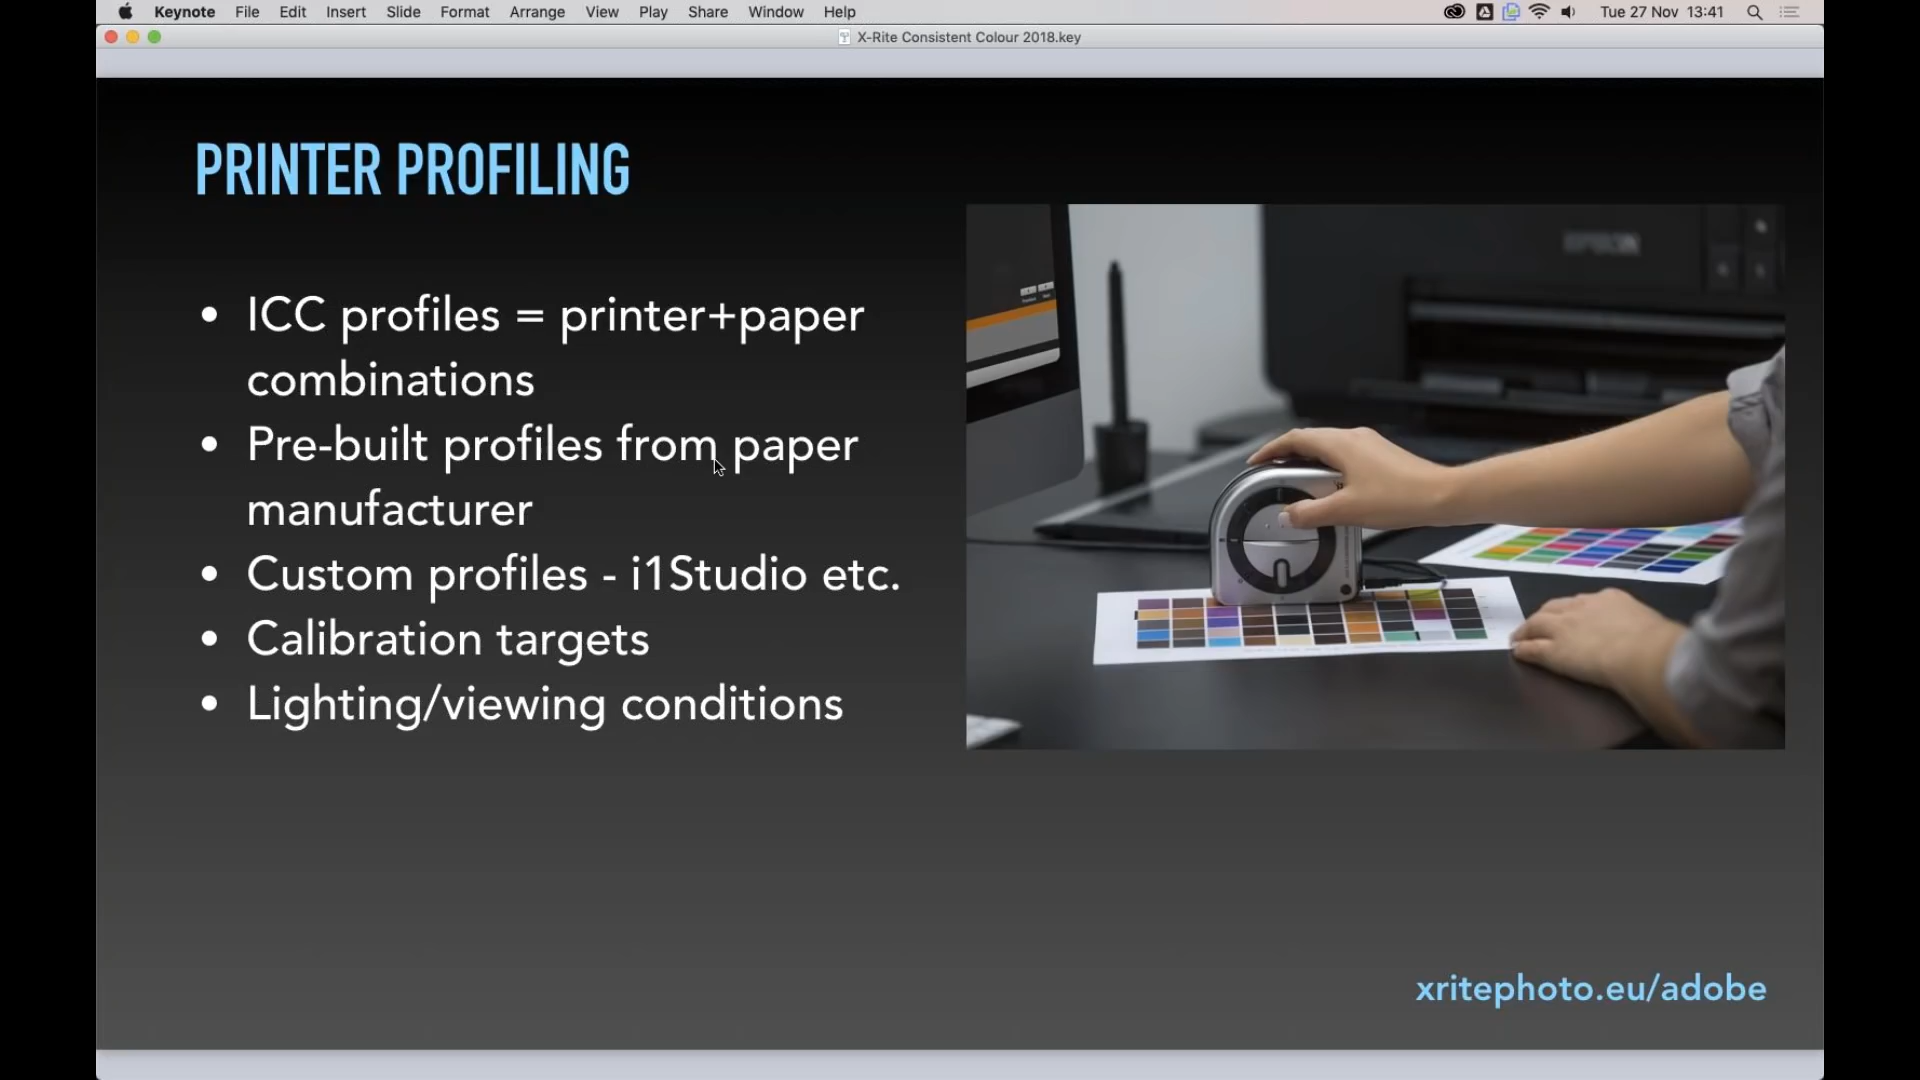 Keynote File Edit Insert Slide Format Arrange View Play Share Window Help Tue 27 Nov 13:41
X-Rite Consistent Colour 2018.key
PRINTER PROFILING
• ICC profiles = printer+paper
combinations
• Pre-built profiles from paper
manufacturer
• Custom profiles - i1Studio etc.
• Calibration targets
• Lighting/viewing conditions
EPSON
xritephoto.eu/adobe